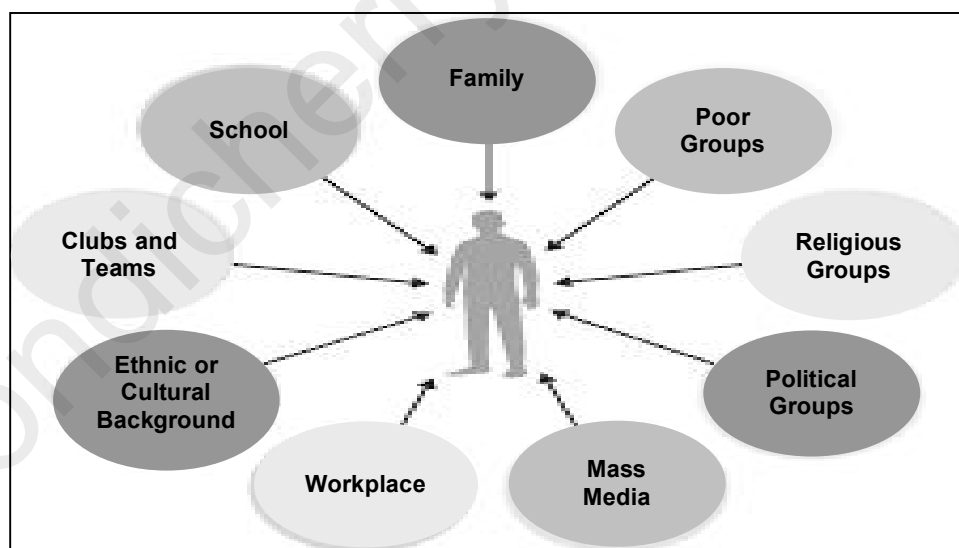 Family
School
Poor
Groups
Clubs and
Teams
Religious
Groups
Ethnic or
Cultural
Background
Political
Groups
Workplace
Mass
Media